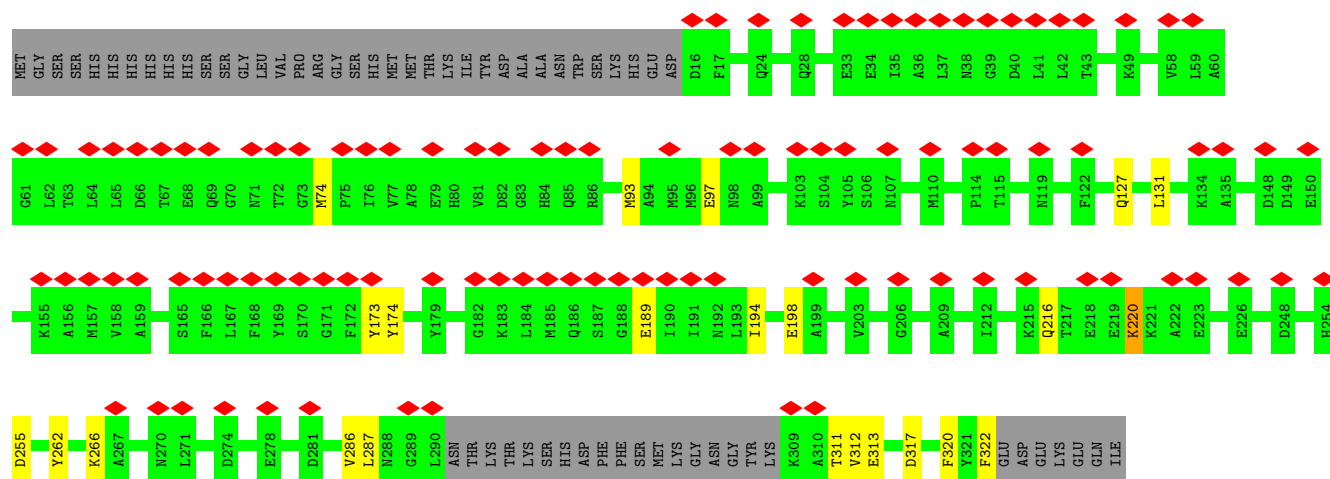 MET GLY SER SER HIS HIS HIS HIS HIS HIS SER SER GLY LEU VAL PRO ARG GLY SER HIS MET MET THR LYS ILE TYR ASP ALA ALA ASN TRP SER LYS HIS GLU ASP D16 F17 Q24 Q28 E33 E34 I35 A36 L37 N38 G39 D40 L41 L42 T43 K49 V58 L59 A60
G61 L62 T63 L64 L65 D66 T67 E68 Q69 G70 N71 T72 G73 M74 P75 I76 V77 A78 E79 H80 V81 D82 G83 H84 Q85 R86 M93 A94 M95 M96 E97 N98 A99 K103 S104 Y105 S106 N107 M110 P114 T115 N119 F122 Q127 L131 K134 A135 D148 D149 E150
K155 A156 M157 V158 A159 S165 F166 L167 F168 Y169 S170 G171 F172 Y173 Y174 Y179 G182 K183 L184 M185 Q186 S187 G188 E189 I190 I191 N192 L193 I194 E198 A199 V203 G206 A209 I212 K215 Q216 T217 E218 E219 K220 K221 A222 E223 E226 D248 H254
D255 Y262 K266 A267 N270 L271 D274 E278 D281 V286 L287 N288 G289 L290 ASN THR LYS THR LYS SER HIS ASP PHE PHE SER MET LYS GLY ASN GLY TYR LYS K309 A310 T311 V312 E313 D317 F320 Y321 F322 GLU ASP GLU LYS GLU GLN ILE